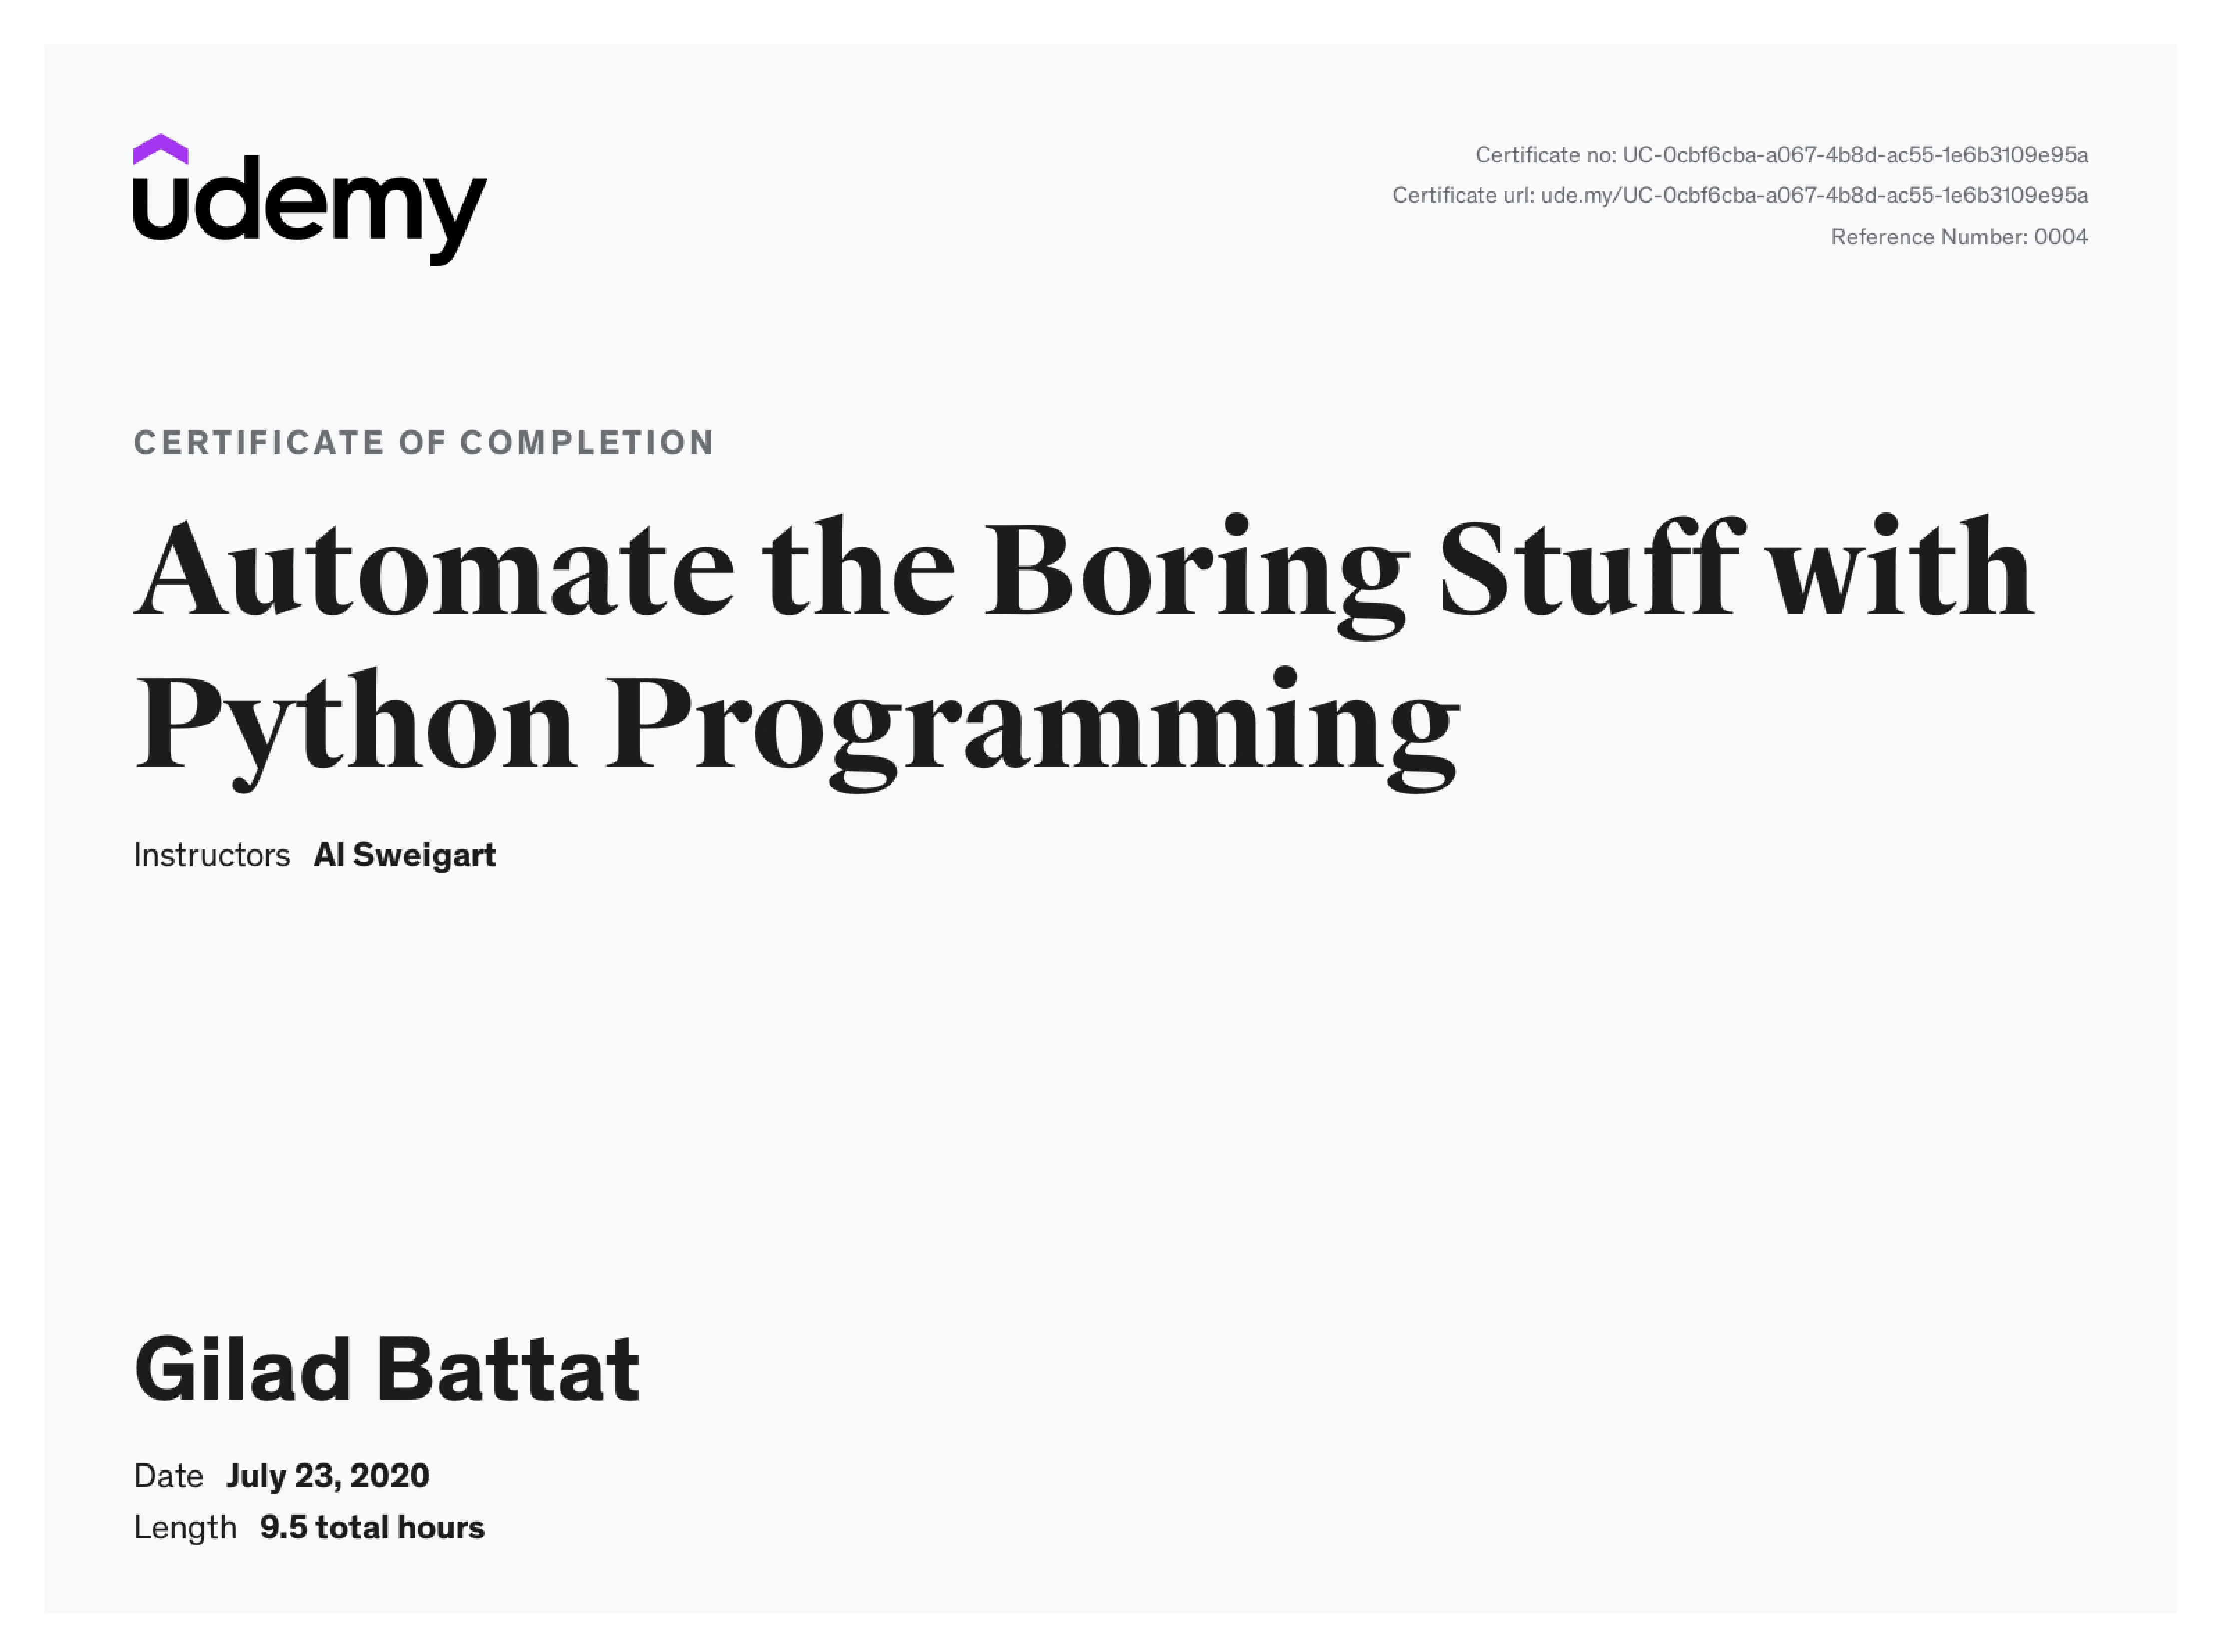 udemy
Certificate no: UC-0cbf6cba-a067-4b8d-ac55-1e6b3109e95a
Certificate url: ude.my/UC-0cbf6cba-a067-4b8d-ac55-1e6b3109e95a
Reference Number: 0004
CERTIFICATE OF COMPLETION
Automate the Boring Stuff with
Python Programming
Instructors Al Sweigart
Gilad Battat
Date July 23, 2020
Length 9.5 total hours